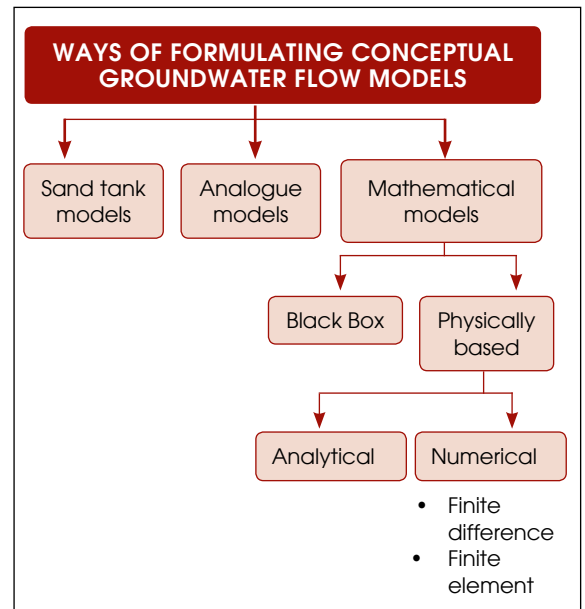 WAYS OF FORMULATING CONCEPTUAL
GROUNDWATER FLOW MODELS
Sand tank
models
Analogue
models
Mathematical
models
Black Box
Physically
based
Analytical
Numerical
• Finite
difference
• Finite
element